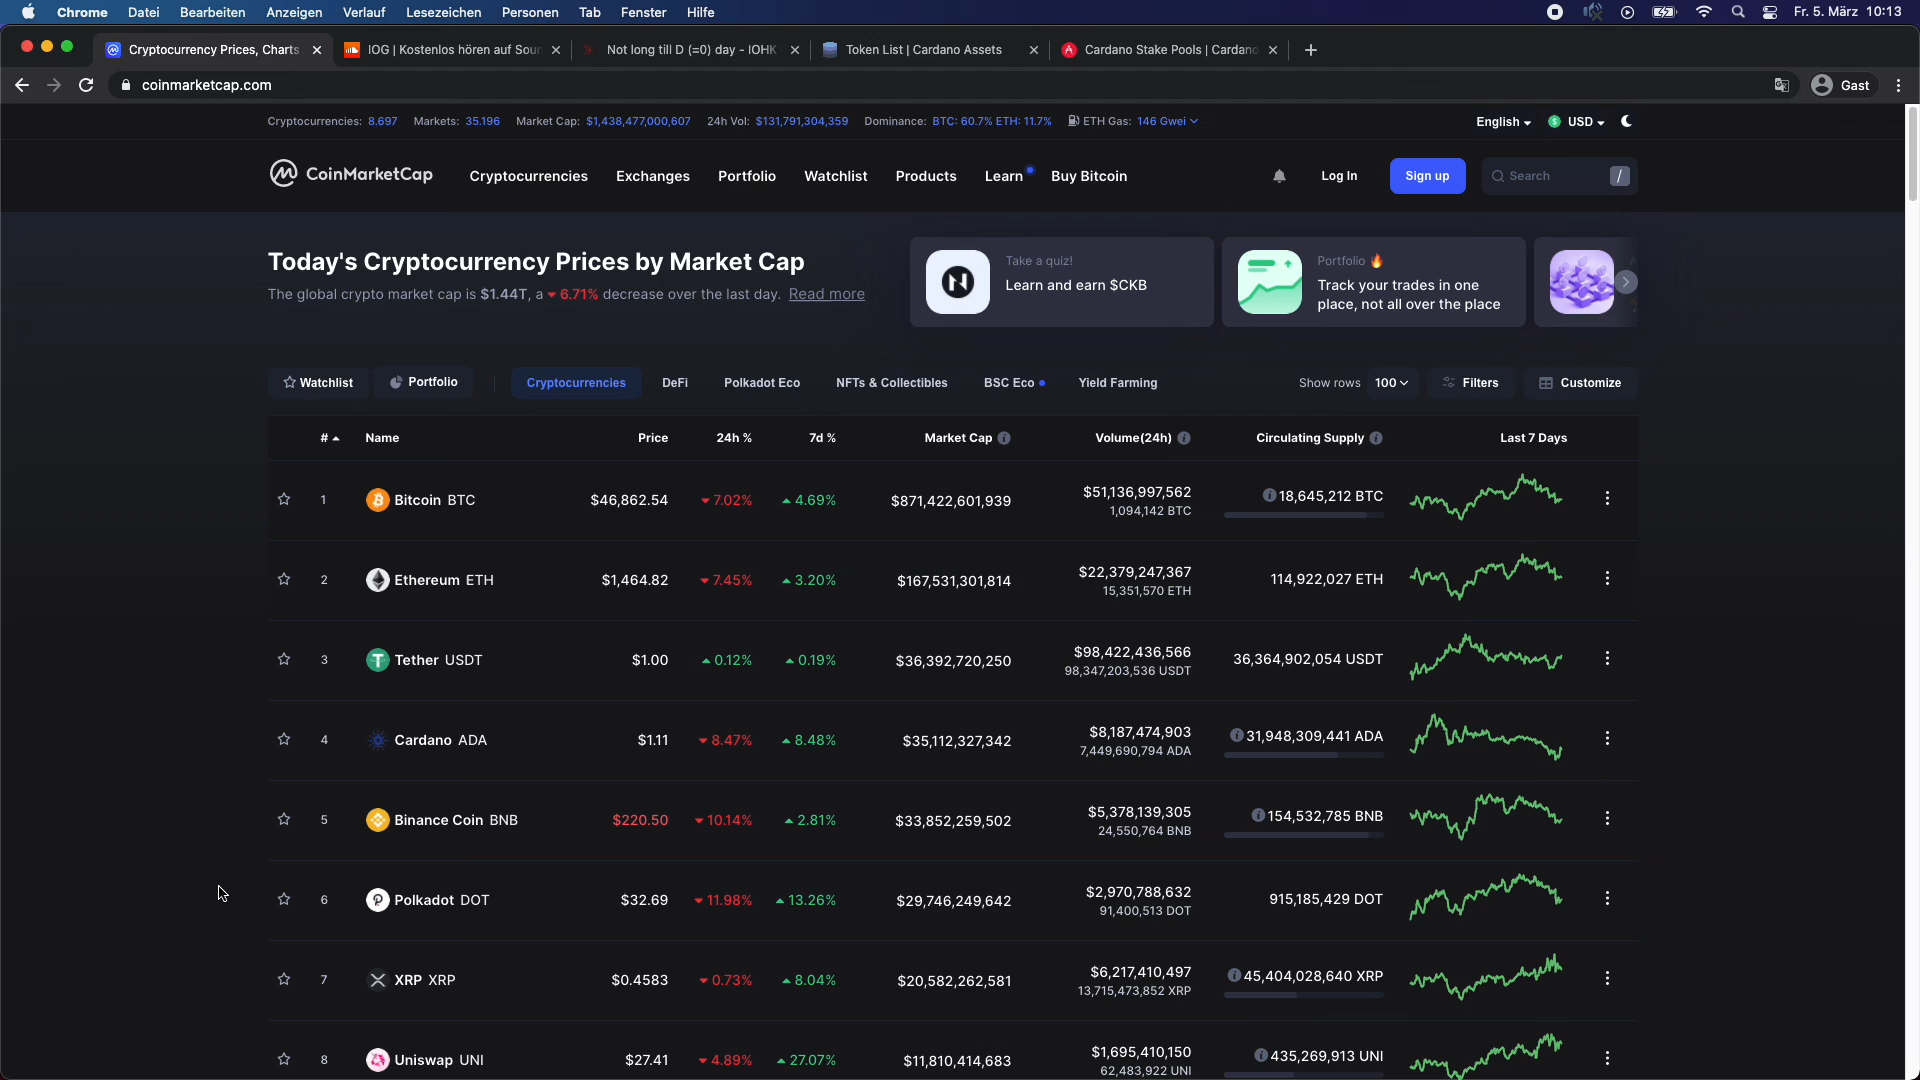 Chrome Datei Bearbeiten Anzeigen Verlauf Lesezeichen Personen Tab Fenster Hilfe Fr. 5. März 10:13
Cryptocurrency Prices, Charts IOG | Kostenlos hören auf Soun Not long till D (=0) day - IOHK Token List | Cardano Assets Cardano Stake Pools | Cardano
coinmarketcap.com Gast
Cryptocurrencies: 8.697 Markets: 35.196 Market Cap: $1,438,477,000,607 24h Vol: $131,791,304,359 Dominance: BTC: 60.7% ETH: 11.7% ETH Gas: 146 Gwei English USD
CoinMarketCap Cryptocurrencies Exchanges Portfolio Watchlist Products Learn Buy Bitcoin Log In Sign up Search /
Today's Cryptocurrency Prices by Market Cap
The global crypto market cap is $1.44T, a 6.71% decrease over the last day. Read more
Take a quiz!
Learn and earn $CKB
Portfolio 🔥
Track your trades in one
place, not all over the place
Watchlist Portfolio Cryptocurrencies DeFi Polkadot Eco NFTs & Collectibles BSC Eco Yield Farming Show rows 100 Filters Customize
# Name Price 24h % 7d % Market Cap Volume(24h) Circulating Supply Last 7 Days
1 Bitcoin BTC $46,862.54 7.02% 4.69% $871,422,601,939 $51,136,997,562 18,645,212 BTC
1,094,142 BTC
2 Ethereum ETH $1,464.82 7.45% 3.20% $167,531,301,814 $22,379,247,367 114,922,027 ETH
15,351,570 ETH
3 Tether USDT $1.00 0.12% 0.19% $36,392,720,250 $98,422,436,566 36,364,902,054 USDT
98,347,203,536 USDT
4 Cardano ADA $1.11 8.47% 8.48% $35,112,327,342 $8,187,474,903 31,948,309,441 ADA
7,449,690,794 ADA
5 Binance Coin BNB $220.50 10.14% 2.81% $33,852,259,502 $5,378,139,305 154,532,785 BNB
24,550,764 BNB
6 Polkadot DOT $32.69 11.98% 13.26% $29,746,249,642 $2,970,788,632 915,185,429 DOT
91,400,513 DOT
7 XRP XRP $0.4583 0.73% 8.04% $20,582,262,581 $6,217,410,497 45,404,028,640 XRP
13,715,473,852 XRP
8 Uniswap UNI $27.41 4.89% 27.07% $11,810,414,683 $1,695,410,150 435,269,913 UNI
62,483,922 UNI